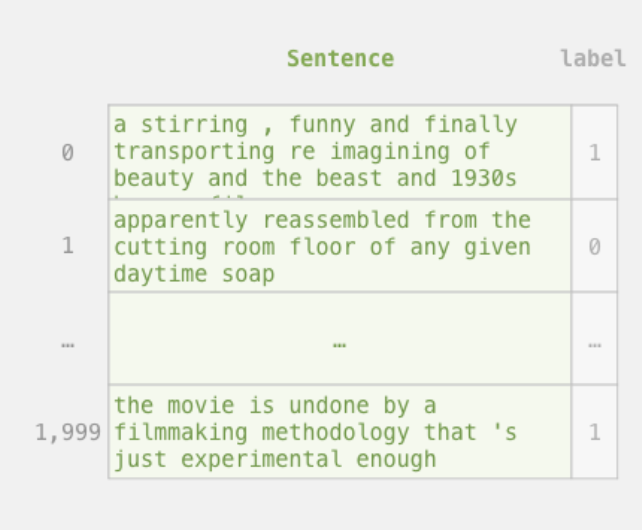 Sentence label
0 a stirring , funny and finally 1
transporting re imagining of
beauty and the beast and 1930s
1 apparently reassembled from the 0
cutting room floor of any given
daytime soap
… … …
1,999 the movie is undone by a 1
filmmaking methodology that 's
just experimental enough